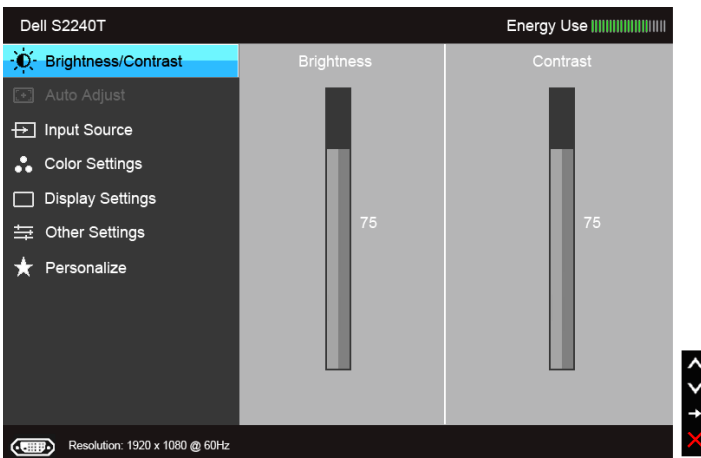 Dell S2240T
Energy Use
Brightness/Contrast
Auto Adjust
Input Source
Color Settings
Display Settings
Other Settings
Personalize
Brightness
Contrast
75
75
Resolution: 1920 x 1080 @ 60Hz